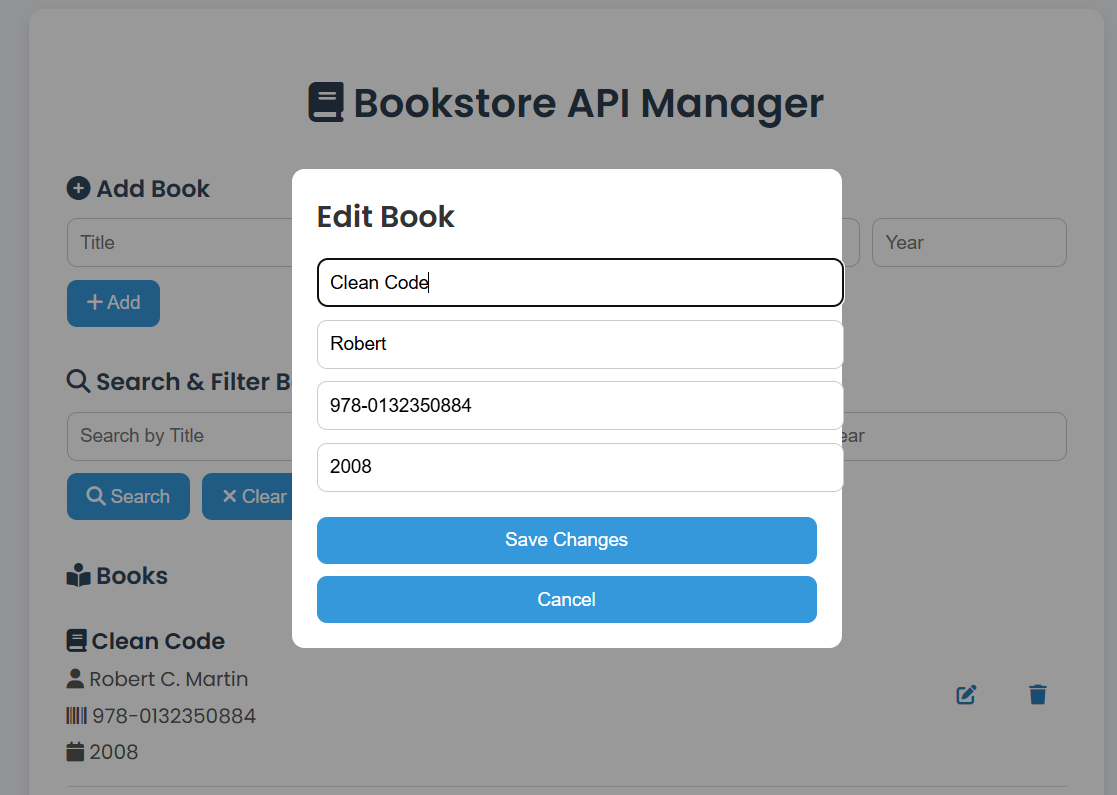 Bookstore API Manager
Add Book
Title
Year
Add
Search & Filter B
Search by Title
ear
Search
Clear
Books
Clean Code
Robert C. Martin
978-0132350884
2008
Edit Book
Clean Code
Robert
978-0132350884
2008
Save Changes
Cancel